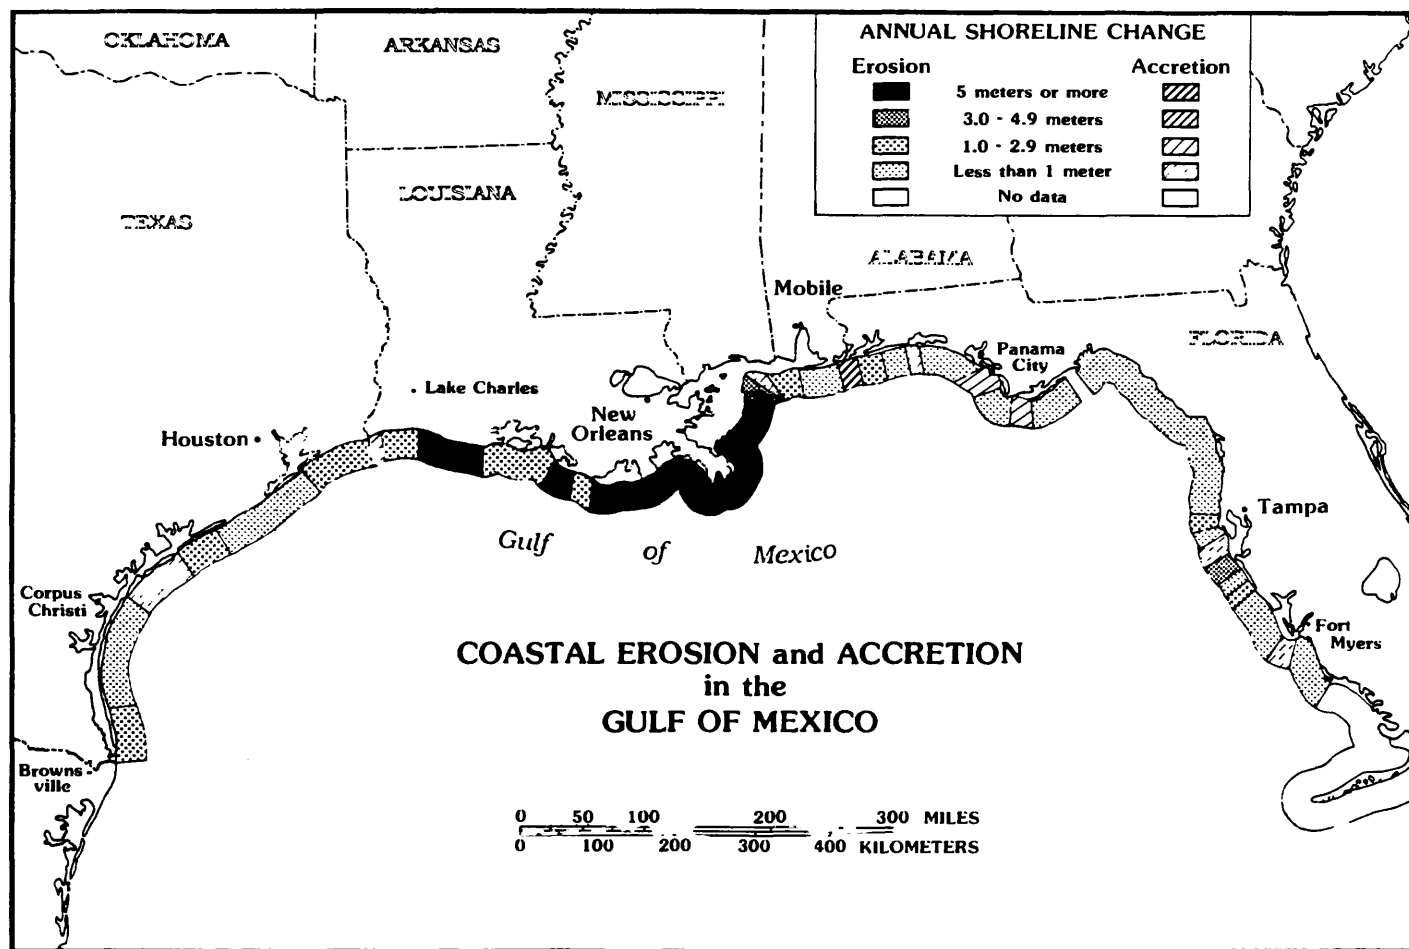 OKLAHOMA
ARKANSAS
MISSISSIPPI
ANNUAL SHORELINE CHANGE
Erosion Accretion
5 meters or more
3.0 - 4.9 meters
1.0 - 2.9 meters
Less than 1 meter
No data
LOUISIANA
TEXAS
ALABAMA
Mobile
FLORIDA
Panama
City
Lake Charles
New
Orleans
Houston
Tampa
Gulf of Mexico
Corpus
Christi
Fort
Myers
COASTAL EROSION and ACCRETION
in the
GULF OF MEXICO
Browns-
ville
0 50 100 200 300 MILES
0 100 200 300 400 KILOMETERS